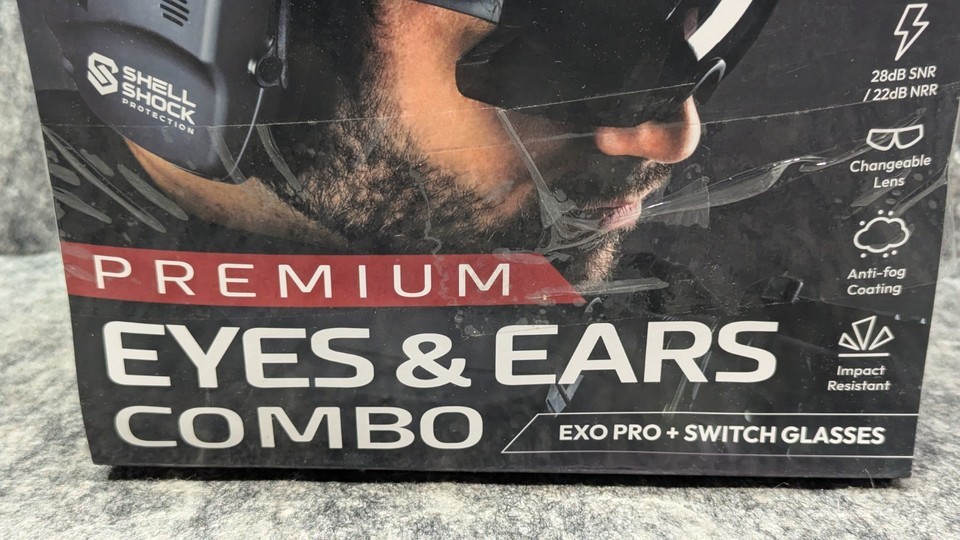 SHELL
SHOCK
PROTECTION
28dB SNR
/ 22dB NRR
Changeable
Lens
Anti-fog
Coating
Impact
Resistant
PREMIUM
EYES & EARS
COMBO
EXO PRO + SWITCH GLASSES